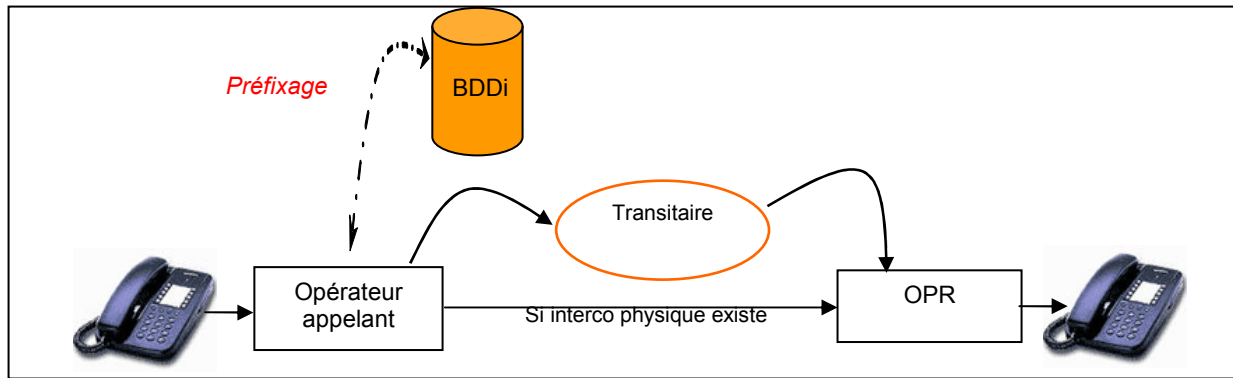 Préfixage
BDDi
Transitaire
Opérateur
appelant
Si interco physique existe
OPR